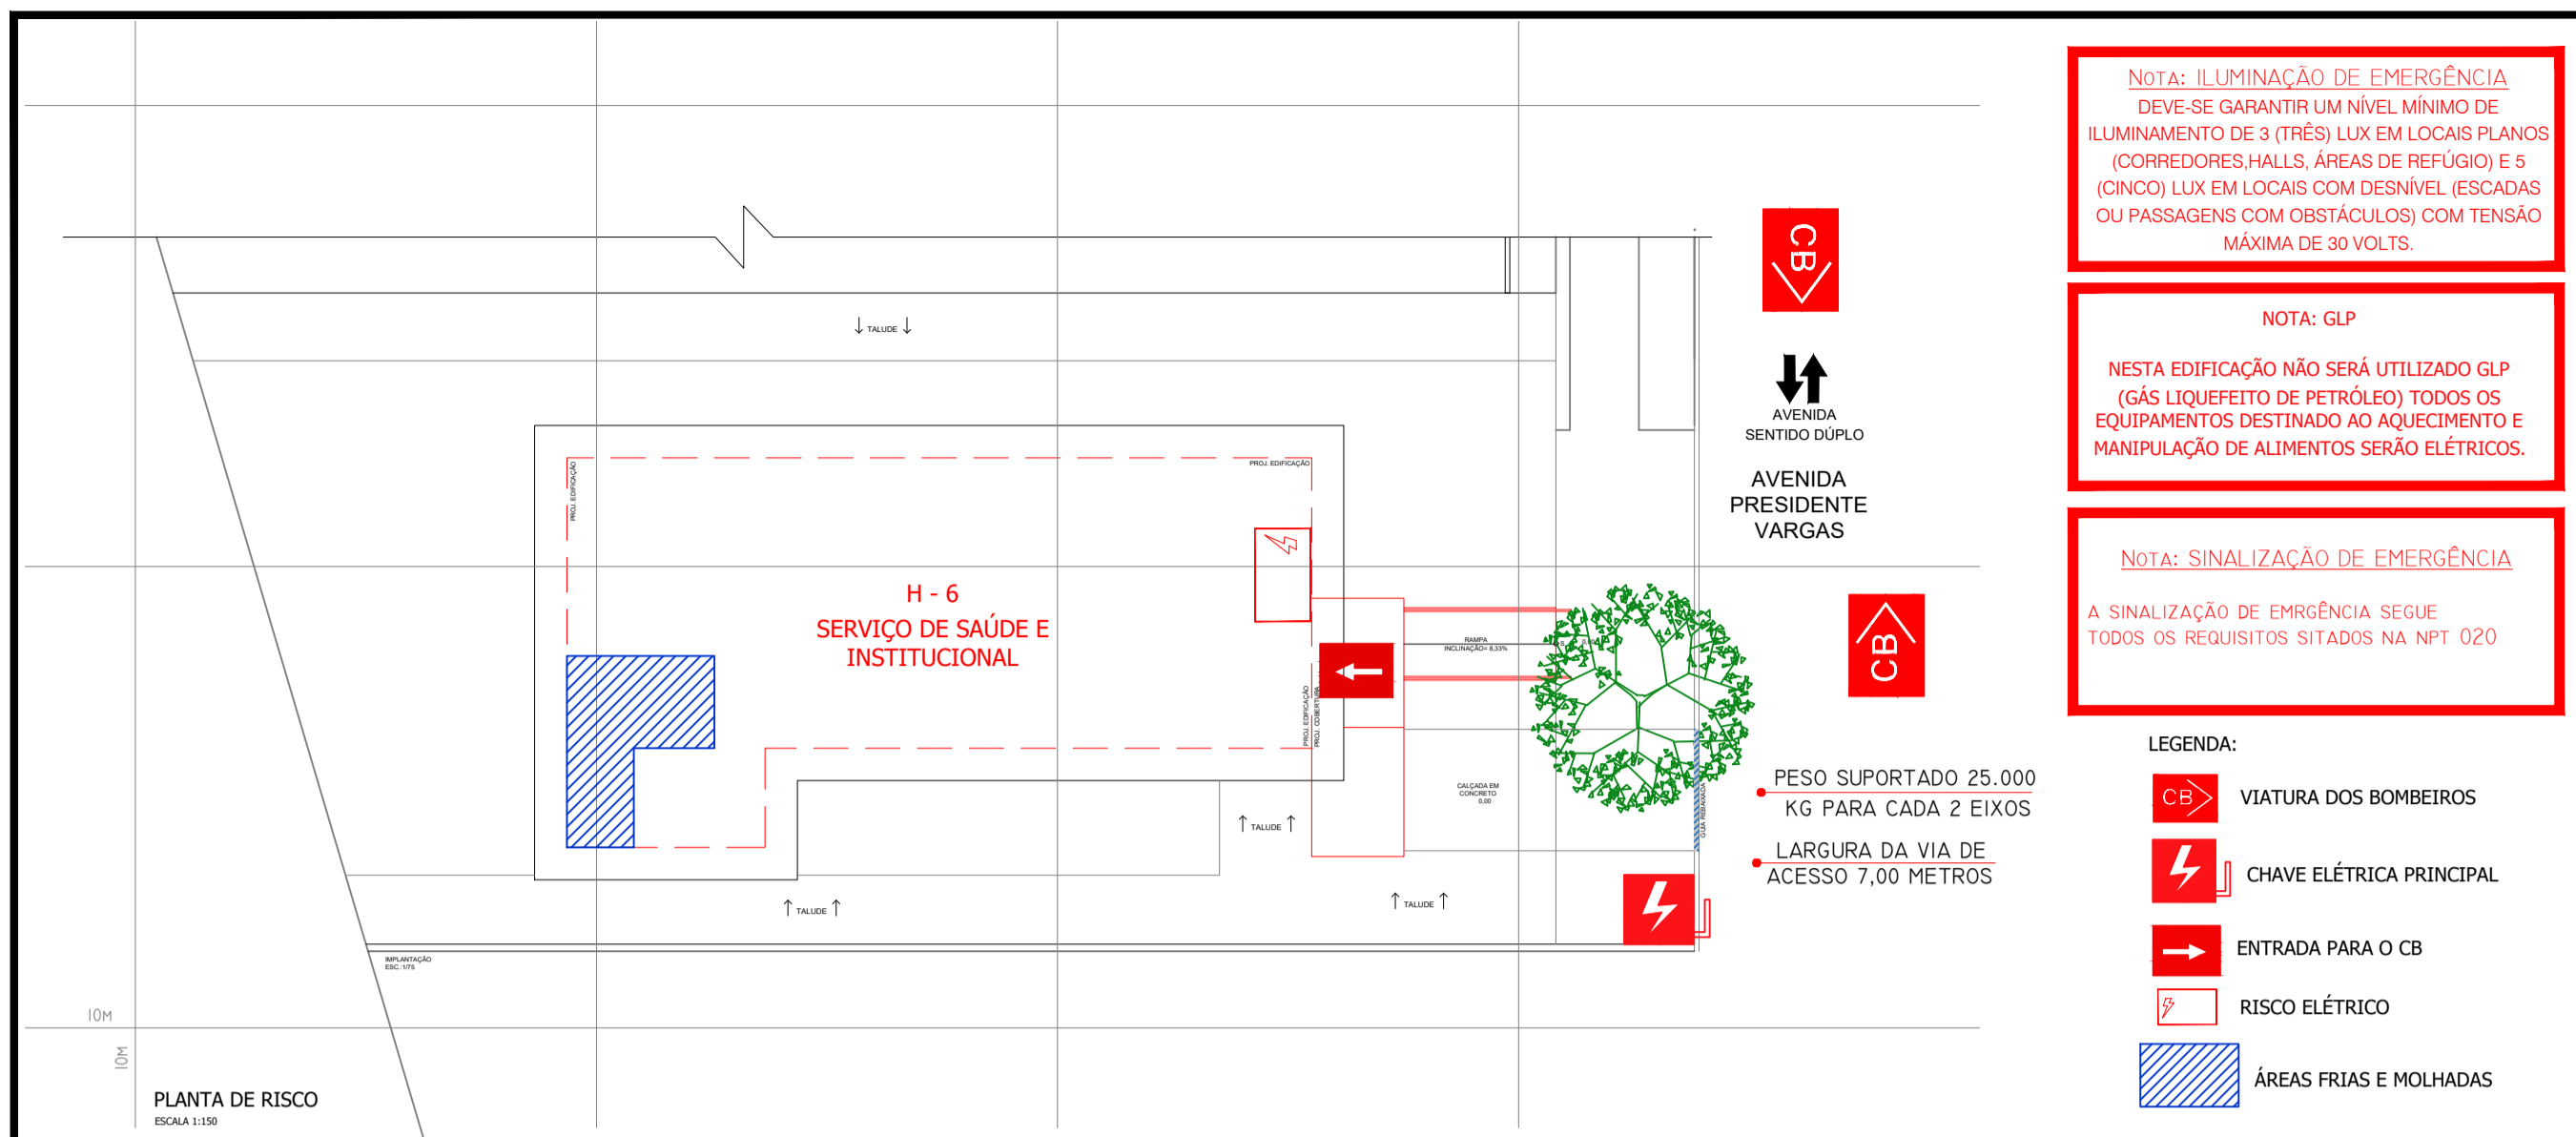 NOTA: ILUMINAÇÃO DE EMERGÊNCIA
DEVE-SE GARANTIR UM NÍVEL MÍNIMO DE
ILUMINAMENTO DE 3 (TRÊS) LUX EM LOCAIS PLANOS
(CORREDORES,HALLS, ÁREAS DE REFÚGIO) E 5
(CINCO) LUX EM LOCAIS COM DESNÍVEL (ESCADAS
OU PASSAGENS COM OBSTÁCULOS) COM TENSÃO
MÁXIMA DE 30 VOLTS.
NOTA: GLP
NESTA EDIFICAÇÃO NÃO SERÁ UTILIZADO GLP
(GÁS LIQUEFEITO DE PETRÓLEO) TODOS OS
EQUIPAMENTOS DESTINADO AO AQUECIMENTO E
MANIPULAÇÃO DE ALIMENTOS SERÃO ELÉTRICOS.
NOTA: SINALIZAÇÃO DE EMERGÊNCIA
A SINALIZAÇÃO DE EMRGÊNCIA SEGUE
TODOS OS REQUISITOS SITADOS NA NPT 020
LEGENDA:
CB
VIATURA DOS BOMBEIROS
CHAVE ELÉTRICA PRINCIPAL
ENTRADA PARA O CB
RISCO ELÉTRICO
ÁREAS FRIAS E MOLHADAS
CB
AVENIDA
SENTIDO DÚPLO
AVENIDA
PRESIDENTE
VARGAS
CB
PESO SUPORTADO 25.000
KG PARA CADA 2 EIXOS
LARGURA DA VIA DE
ACESSO 7,00 METROS
TALUDE
PROJ. EDIFICAÇÃO
PROJ. EDIFICAÇÃO
H - 6
SERVIÇO DE SAÚDE E
INSTITUCIONAL
RAMPA
INCLINAÇÃO= 8,33%
S
0,00
PROJ. EDIFICAÇÃO
PROJ. COBERTURA
CALÇADA EM
CONCRETO
0,00
GUIA REBAIXADA
TALUDE
TALUDE
TALUDE
IMPLANTAÇÃO
ESC.:1/75
10M
10M
PLANTA DE RISCO
ESCALA 1:150